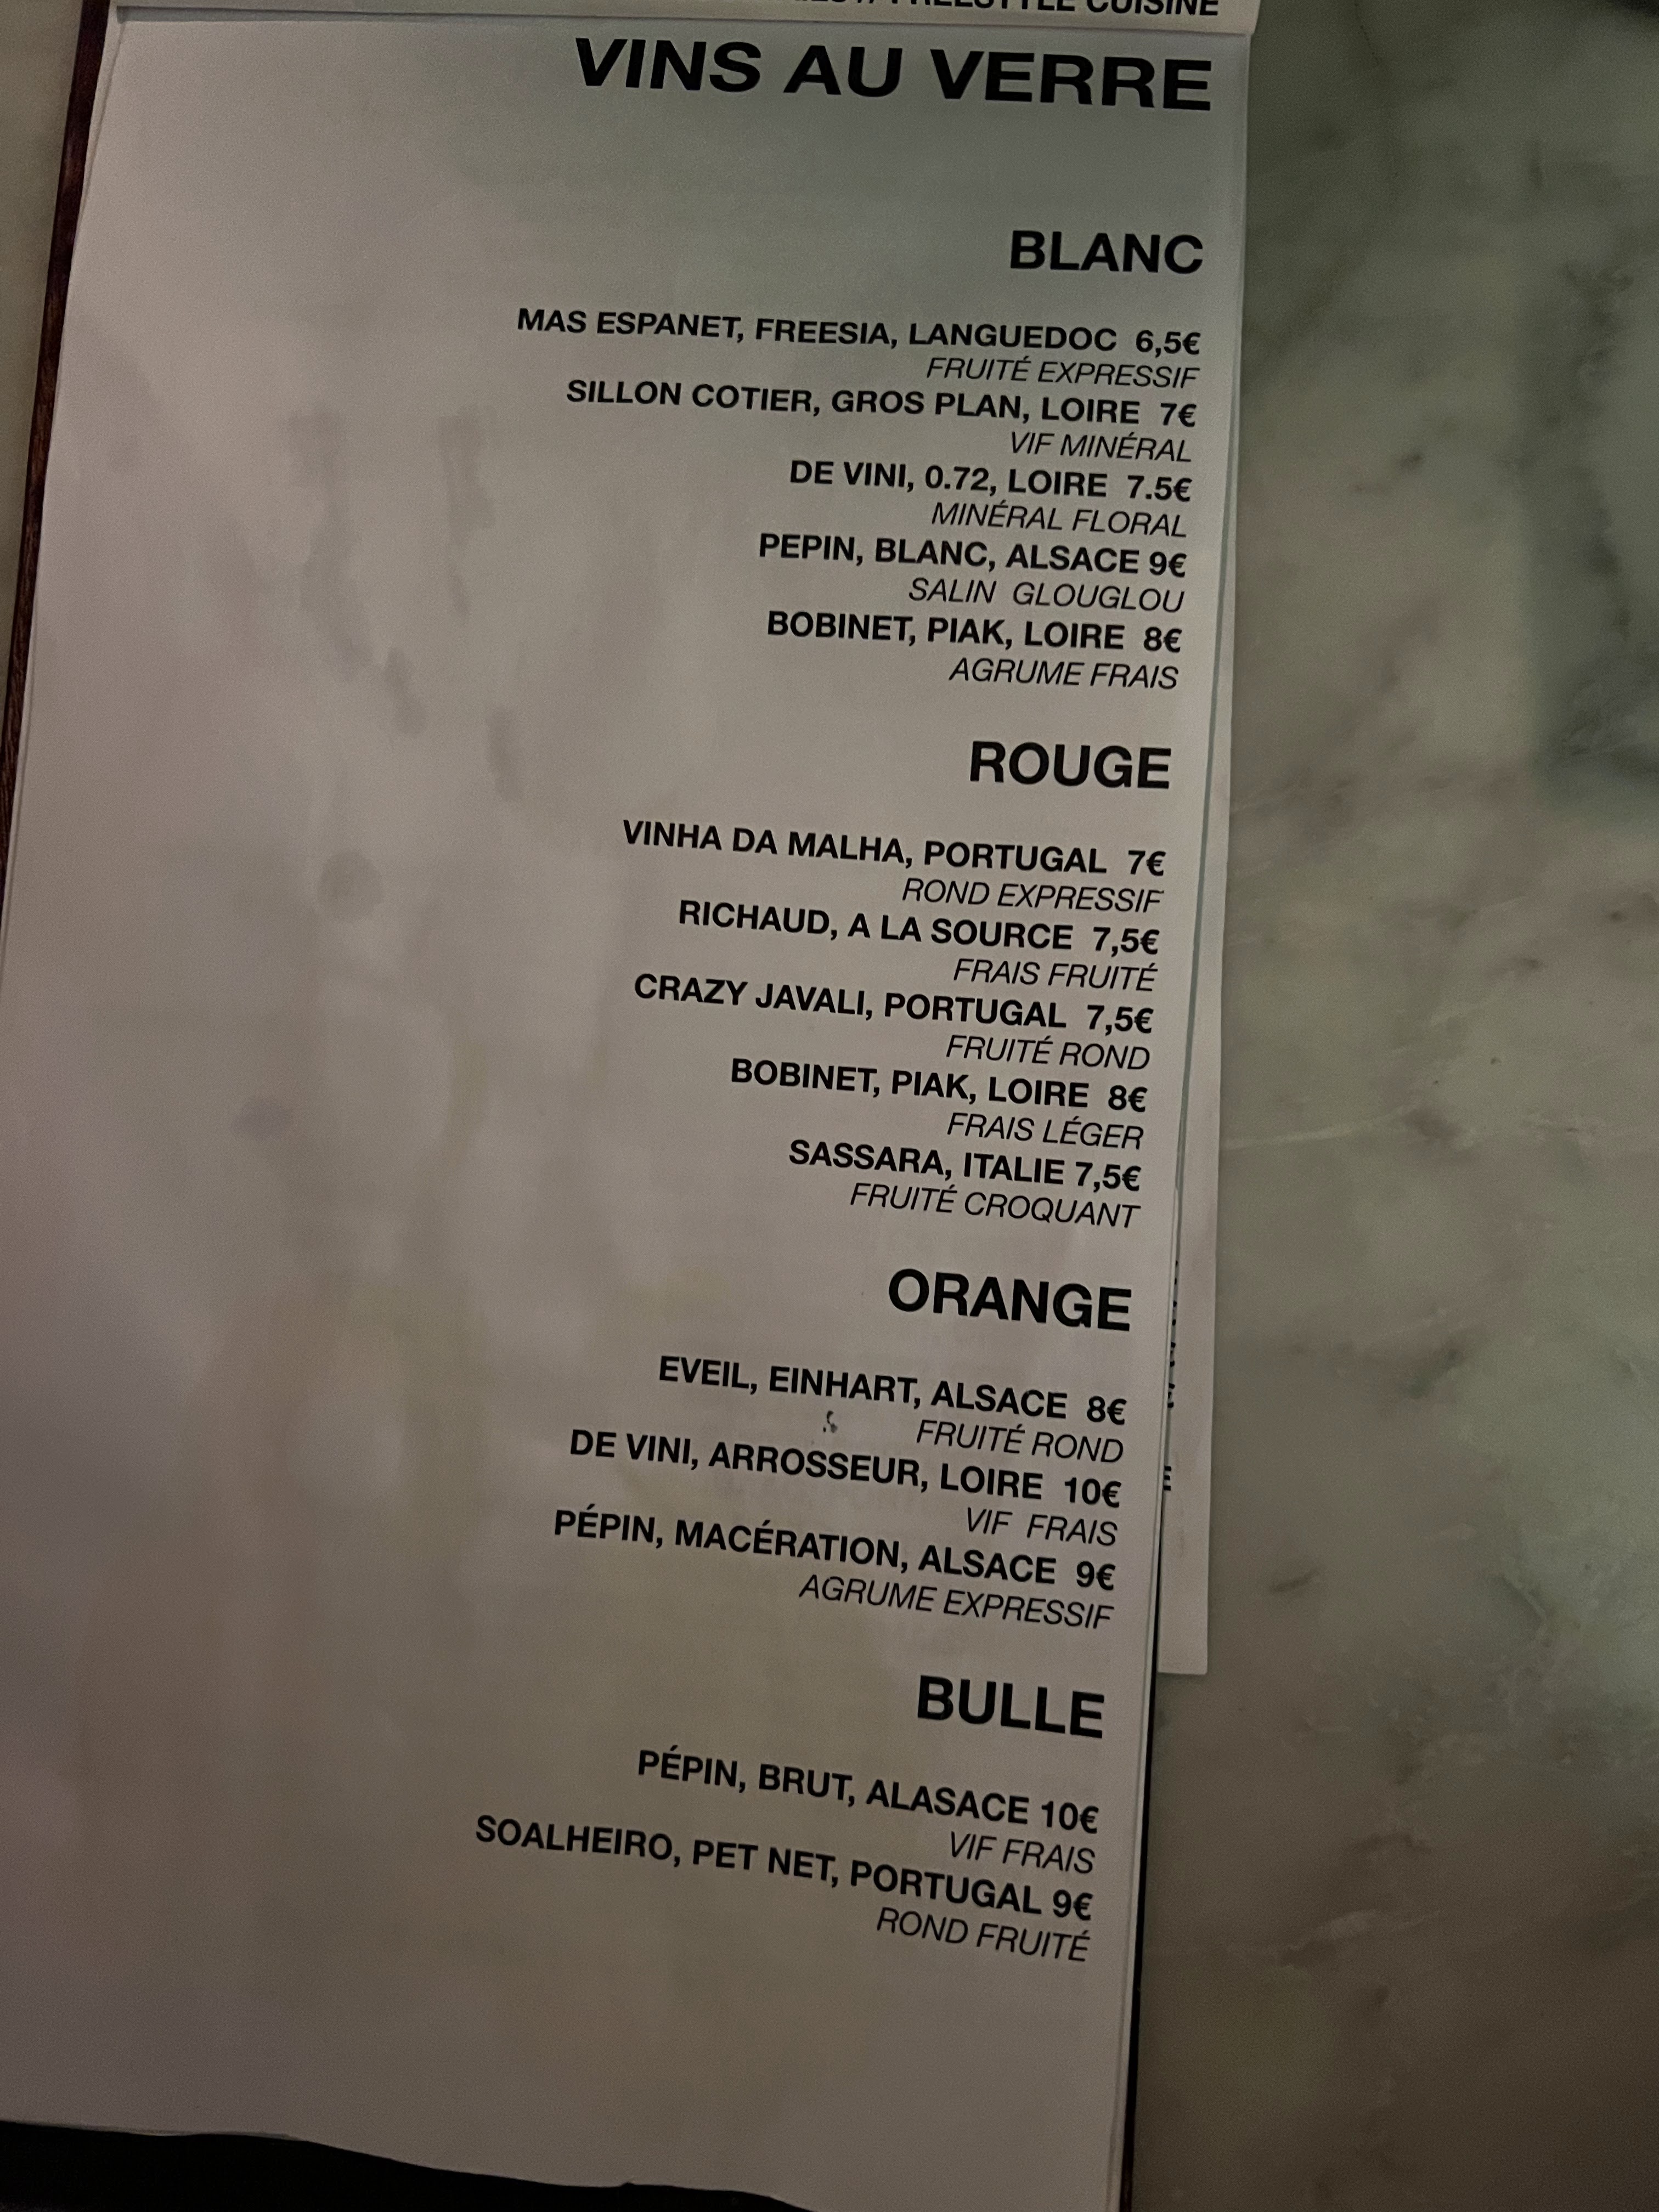 FREESTYLE CUISINE
VINS AU VERRE
BLANC
MAS ESPANET, FREESIA, LANGUEDOC 6,5€
FRUITÉ EXPRESSIF
SILLON COTIER, GROS PLAN, LOIRE 7€
VIF MINÉRAL
DE VINI, 0.72, LOIRE 7.5€
MINÉRAL FLORAL
PEPIN, BLANC, ALSACE 9€
SALIN GLOUGLOU
BOBINET, PIAK, LOIRE 8€
AGRUME FRAIS
ROUGE
VINHA DA MALHA, PORTUGAL 7€
ROND EXPRESSIF
RICHAUD, A LA SOURCE 7,5€
FRAIS FRUITÉ
CRAZY JAVALI, PORTUGAL 7,5€
FRUITÉ ROND
BOBINET, PIAK, LOIRE 8€
FRAIS LÉGER
SASSARA, ITALIE 7,5€
FRUITÉ CROQUANT
ORANGE
EVEIL, EINHART, ALSACE 8€
FRUITÉ ROND
DE VINI, ARROSSEUR, LOIRE 10€
VIF FRAIS
PÉPIN, MACÉRATION, ALSACE 9€
AGRUME EXPRESSIF
BULLE
PÉPIN, BRUT, ALASACE 10€
VIF FRAIS
SOALHEIRO, PET NET, PORTUGAL 9€
ROND FRUITÉ